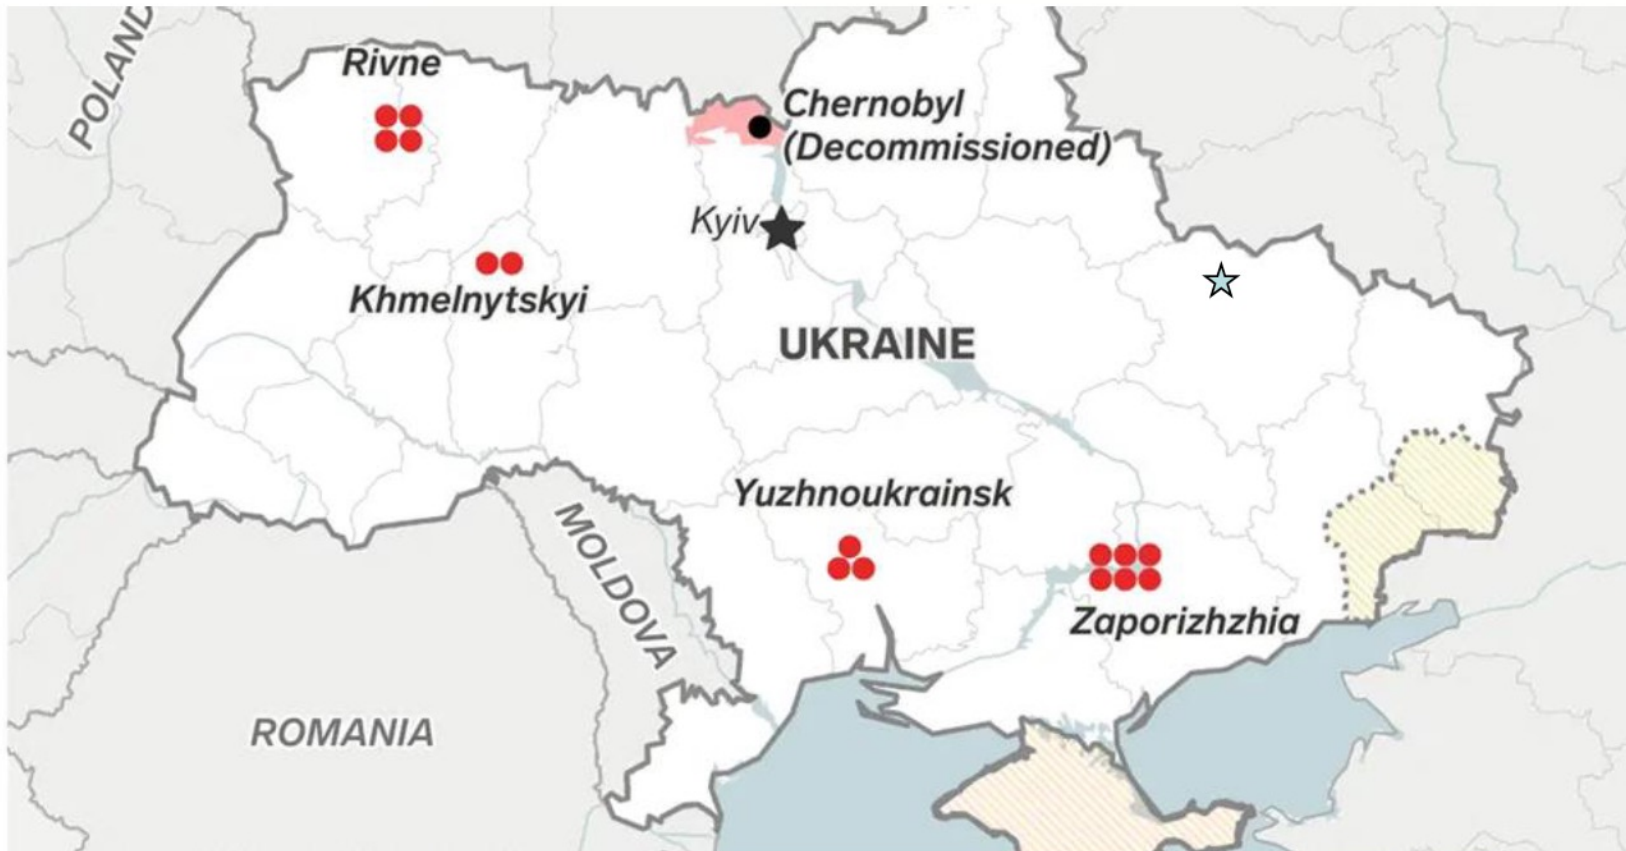 POLAND
Rivne
Chernobyl
(Decommissioned)
Kyiv
Khmelnytskyi
UKRAINE
Yuzhnoukrainsk
MOLDOVA
Zaporizhzhia
ROMANIA